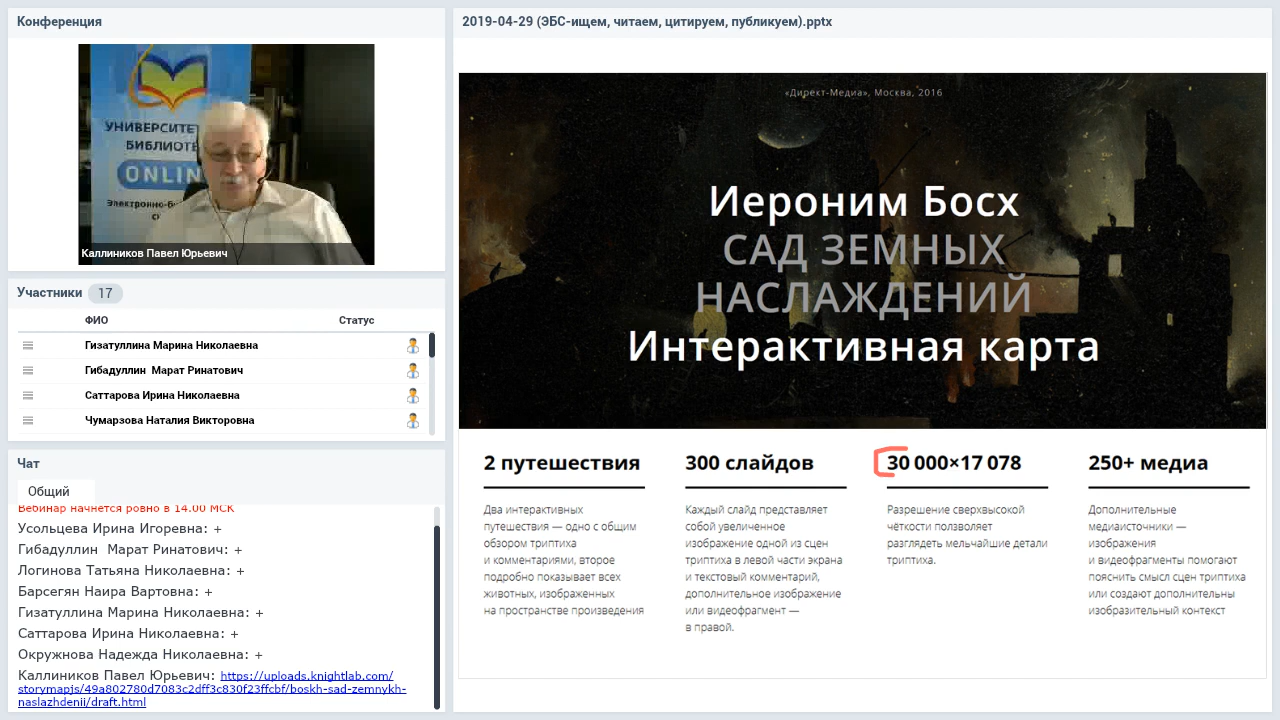 Конференция
УНИВЕРСИТЕ
БИБЛИОТЕ
ONLIN
Каллиников Павел Юрьевич
Участники 17
ФИО Статус
Гизатуллина Марина Николаевна
Гибадуллин Марат Ринатович
Саттарова Ирина Николаевна
Чумарзова Наталия Викторовна
Чат
Общий
Вебинар начнется ровно в 14.00 МСК
Усольцева Ирина Игоревна: +
Гибадуллин Марат Ринатович: +
Логинова Татьяна Николаевна: +
Барсегян Наира Вартовна: +
Гизатуллина Марина Николаевна: +
Саттарова Ирина Николаевна: +
Окружнова Надежда Николаевна: +
Каллиников Павел Юрьевич: https://uploads.knightlab.com/
storymapjs/49a802780d7083c2dff3c830f23ffcbf/boskh-sad-zemnykh-
naslazhdenii/draft.html
2019-04-29 (ЭБС-ищем, читаем, цитируем, публикуем).pptx
«Директ-Медиа», Москва, 2016
Иероним Босх
САД ЗЕМНЫХ
НАСЛАЖДЕНИЙ
Интерактивная карта
2 путешествия
Два интерактивных
путешествия — одно с общим
обзором триптиха
и комментариями, второе
подробно показывает всех
животных, изображенных
на пространстве произведения
300 слайдов
Каждый слайд представляет
собой увеличенное
изображение одной из сцен
триптиха в левой части экрана
и текстовый комментарий,
дополнительное изображение
или видеофрагмент —
в правой.
30 000×17 078
Разрешение сверхвысокой
чёткости ползволяет
разглядеть мельчайшие детали
триптиха.
250+ медиа
Дополнительные
медиаисточники —
изображения
и видеофрагменты помогают
пояснить смысл сцен триптиха
или создают дополнительны
изобразительный контекст